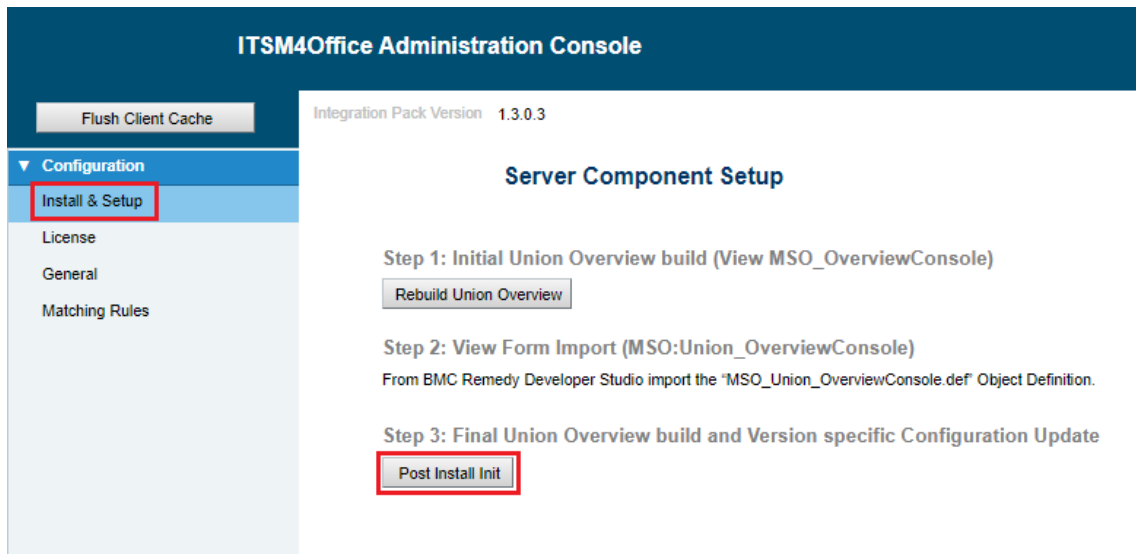 ITSM4Office Administration Console
Flush Client Cache
Integration Pack Version 1.3.0.3
▼ Configuration
Install & Setup
License
General
Matching Rules
Server Component Setup
Step 1: Initial Union Overview build (View MSO_OverviewConsole)
Rebuild Union Overview
Step 2: View Form Import (MSO:Union_OverviewConsole)
From BMC Remedy Developer Studio import the “MSO_Union_OverviewConsole.def” Object Definition.
Step 3: Final Union Overview build and Version specific Configuration Update
Post Install Init